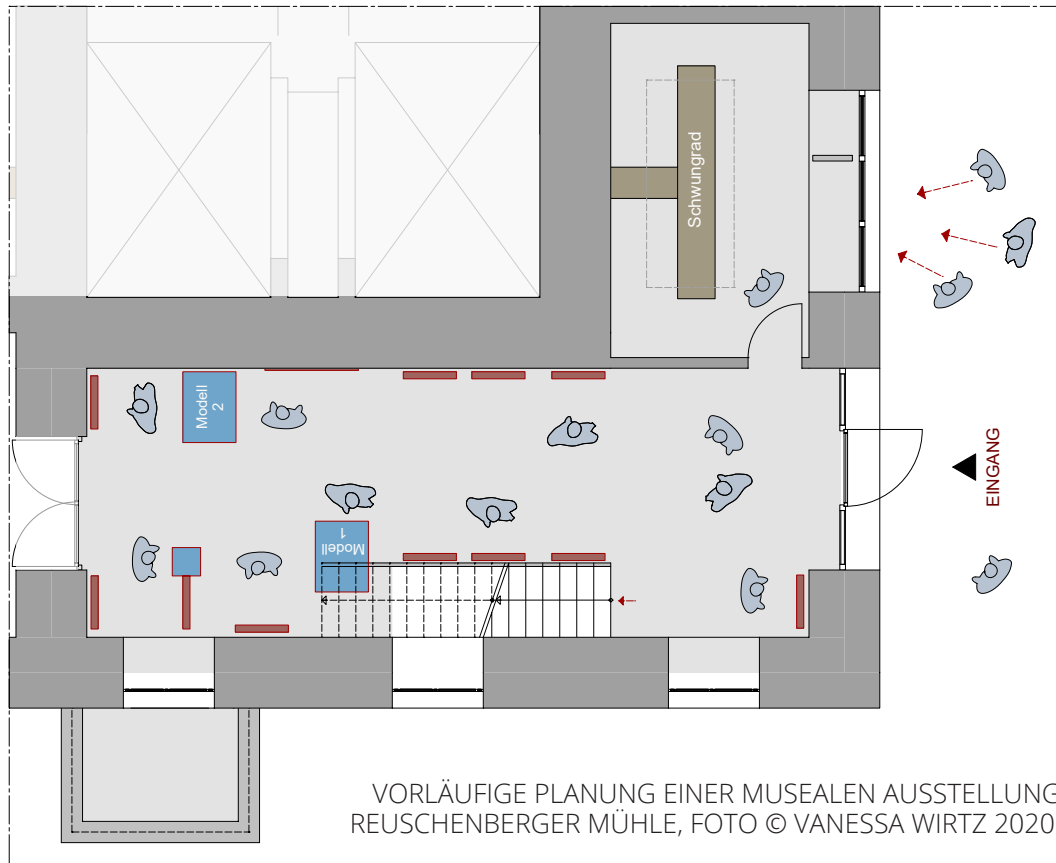 Schwungrad
Modell
2
Modell
1
EINGANG
VORLÄUFIGE PLANUNG EINER MUSEALEN AUSSTELLUNG
REUSCHENBERGER MÜHLE, FOTO © VANESSA WIRTZ 2020